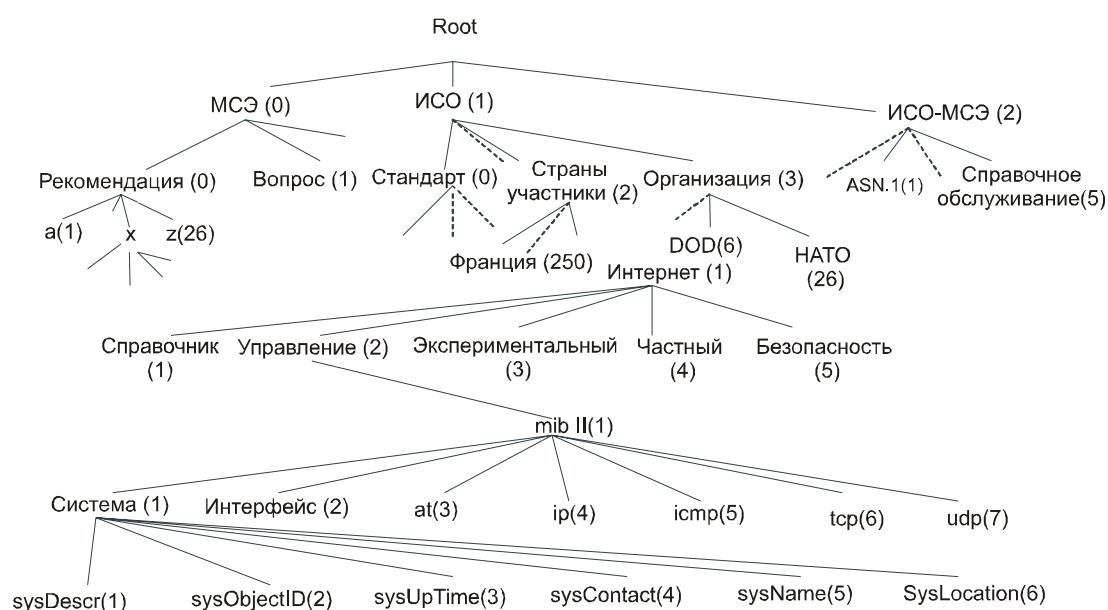 Root
МСЭ (0)
ИСО (1)
ИСО-МСЭ (2)
Рекомендация (0)
Вопрос (1)
Стандарт (0)
Страны
участники (2)
Организация (3)
ASN.1(1)
Справочное
обслуживание(5)
a(1)
x
z(26)
Франция (250)
DOD(6)
НАТО
(26)
Интернет (1)
Справочник
(1)
Управление (2)
Экспериментальный
(3)
Частный
(4)
Безопасность
(5)
mib II(1)
Система (1)
Интерфейс (2)
at(3)
ip(4)
icmp(5)
tcp(6)
udp(7)
sysDescr(1)
sysObjectID(2)
sysUpTime(3)
sysContact(4)
sysName(5)
SysLocation(6)